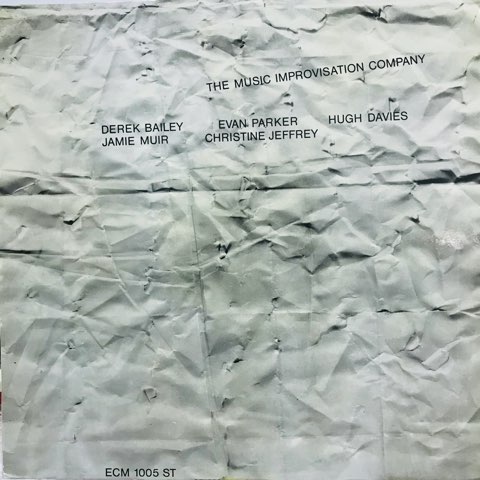 THE MUSIC IMPROVISATION COMPANY
DEREK BAILEY EVAN PARKER HUGH DAVIES
JAMIE MUIR CHRISTINE JEFFREY
ECM 1005 ST